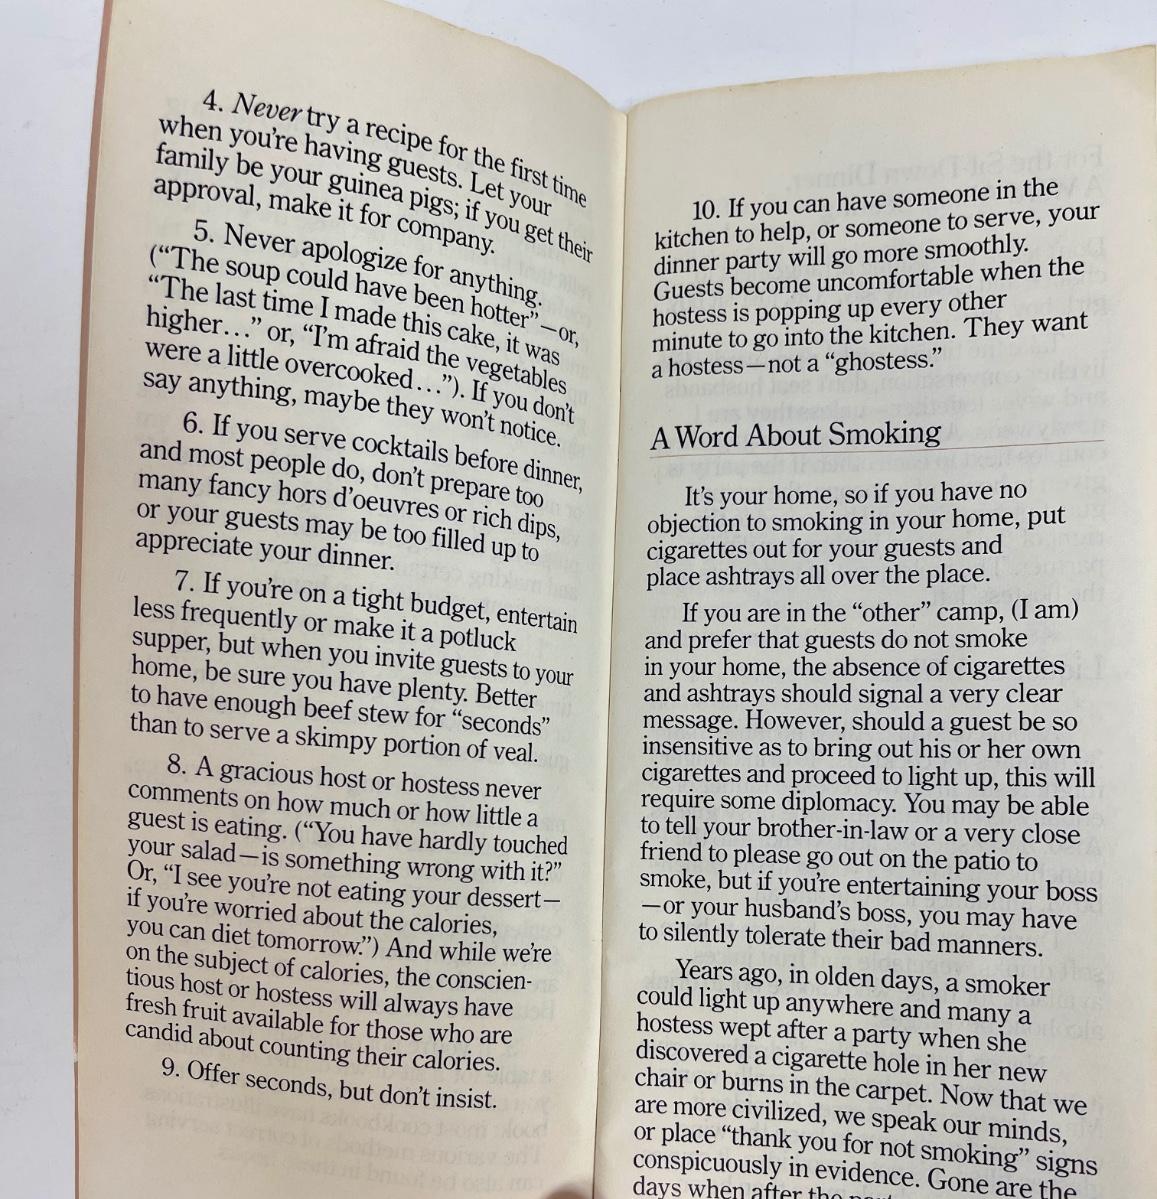 4. Never try a recipe for the first time
when you're having guests. Let your
family be your guinea pigs; if you get their
approval, make it for company.
5. Never apologize for anything.
(“The soup could have been hotter”—or,
“The last time I made this cake, it was
higher...” or, “I'm afraid the vegetables
were a little overcooked...”). If you don't
say anything, maybe they won't notice.
6. If you serve cocktails before dinner,
and most people do, don't prepare too
many fancy hors d'oeuvres or rich dips,
or your guests may be too filled up to
appreciate your dinner.
7. If you're on a tight budget, entertain
less frequently or make it a potluck
supper, but when you invite guests to your
home, be sure you have plenty. Better
to have enough beef stew for “seconds”
than to serve a skimpy portion of veal.
8. A gracious host or hostess never
comments on how much or how little a
guest is eating. (“You have hardly touched
your salad—is something wrong with it?”
Or, “I see you're not eating your dessert—
if you're worried about the calories,
you can diet tomorrow.”) And while we're
on the subject of calories, the conscien-
tious host or hostess will always have
fresh fruit available for those who are
candid about counting their calories.
9. Offer seconds, but don't insist.
10. If you can have someone in the
kitchen to help, or someone to serve, your
dinner party will go more smoothly.
Guests become uncomfortable when the
hostess is popping up every other
minute to go into the kitchen. They want
a hostess—not a “ghostess.”
A Word About Smoking
It's your home, so if you have no
objection to smoking in your home, put
cigarettes out for your guests and
place ashtrays all over the place.
If you are in the “other” camp, (I am)
and prefer that guests do not smoke
in your home, the absence of cigarettes
and ashtrays should signal a very clear
message. However, should a guest be so
insensitive as to bring out his or her own
cigarettes and proceed to light up, this will
require some diplomacy. You may be able
to tell your brother-in-law or a very close
friend to please go out on the patio to
smoke, but if you're entertaining your boss
—or your husband's boss, you may have
to silently tolerate their bad manners.
Years ago, in olden days, a smoker
could light up anywhere and many a
hostess wept after a party when she
discovered a cigarette hole in her new
chair or burns in the carpet. Now that we
are more civilized, we speak our minds,
or place “thank you for not smoking” signs
conspicuously in evidence. Gone are the
days when after the